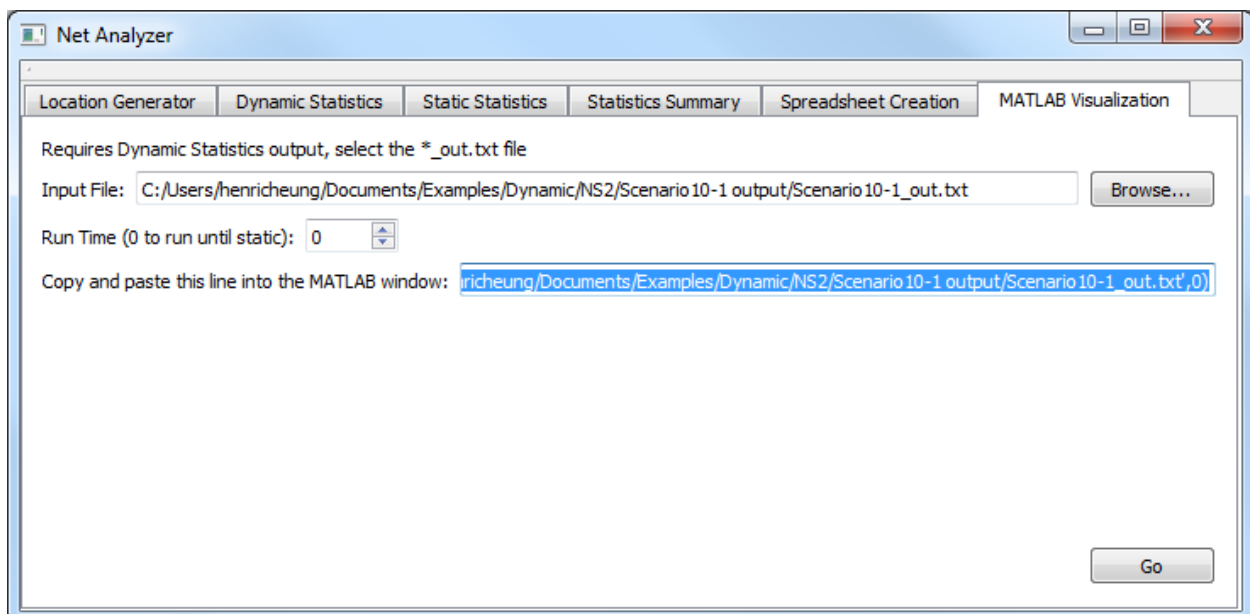 Net Analyzer
Location Generator Dynamic Statistics Static Statistics Statistics Summary Spreadsheet Creation MATLAB Visualization
Requires Dynamic Statistics output, select the *_out.txt file
Input File: C:/Users/henricheung/Documents/Examples/Dynamic/NS2/Scenario10-1 output/Scenario10-1_out.txt Browse...
Run Time (0 to run until static): 0
Copy and paste this line into the MATLAB window: richeung/Documents/Examples/Dynamic/NS2/Scenario10-1 output/Scenario10-1_out.txt',0)
Go